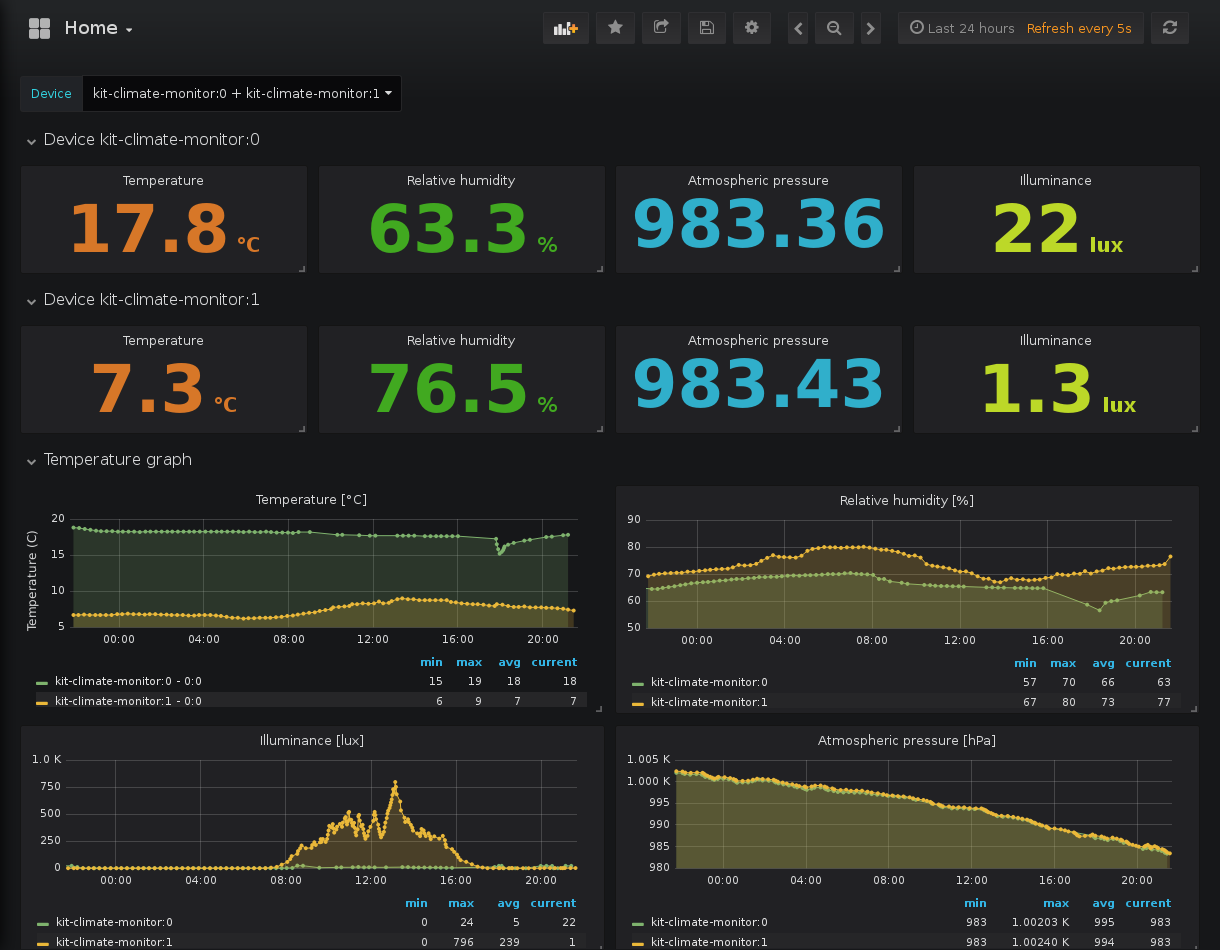 Home
Last 24 hours Refresh every 5s
Device kit-climate-monitor:0 + kit-climate-monitor:1
Device kit-climate-monitor:0
Temperature Relative humidity Atmospheric pressure Illuminance
17.8 °C 63.3 % 983.36 22 lux
Device kit-climate-monitor:1
Temperature Relative humidity Atmospheric pressure Illuminance
7.3 °C 76.5 % 983.43 1.3 lux
Temperature graph
Temperature [°C]
Temperature (C)
20
15
10
5
00:00 04:00 08:00 12:00 16:00 20:00
min max avg current
kit-climate-monitor:0 - 0:0 15 19 18 18
kit-climate-monitor:1 - 0:0 6 9 7 7
Relative humidity [%]
90
80
70
60
50
00:00 04:00 08:00 12:00 16:00 20:00
min max avg current
kit-climate-monitor:0 57 70 66 63
kit-climate-monitor:1 67 80 73 77
Illuminance [lux]
1.0 K
750
500
250
0
00:00 04:00 08:00 12:00 16:00 20:00
min max avg current
kit-climate-monitor:0 0 24 5 22
kit-climate-monitor:1 0 796 239 1
Atmospheric pressure [hPa]
1.005 K
1.000 K
995
990
985
980
00:00 04:00 08:00 12:00 16:00 20:00
min max avg current
kit-climate-monitor:0 983 1.00203 K 995 983
kit-climate-monitor:1 983 1.00240 K 994 983